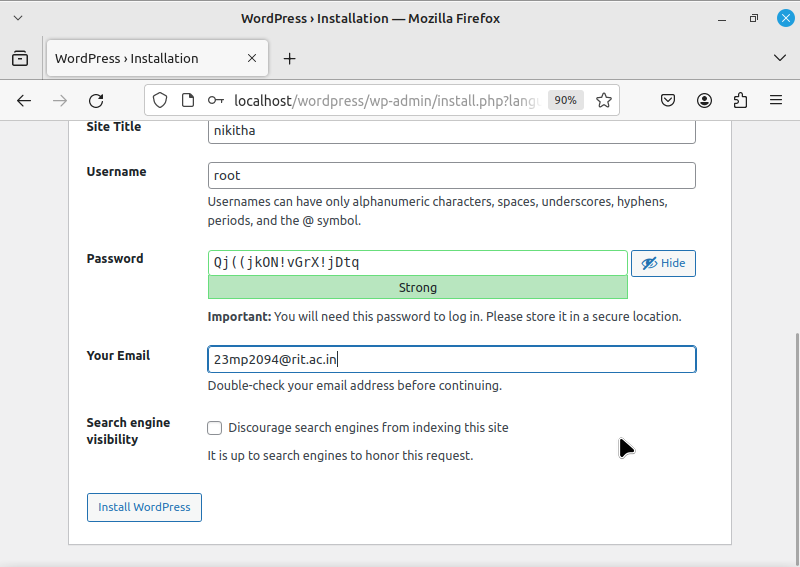 WordPress › Installation — Mozilla Firefox
WordPress › Installation
localhost/wordpress/wp-admin/install.php?langu
90%
Site Title
nikitha
Username
root
Usernames can have only alphanumeric characters, spaces, underscores, hyphens,
periods, and the @ symbol.
Password
Qj((jkON!vGrX!jDtq
Hide
Strong
Important: You will need this password to log in. Please store it in a secure location.
Your Email
23mp2094@rit.ac.in
Double-check your email address before continuing.
Search engine
visibility
Discourage search engines from indexing this site
It is up to search engines to honor this request.
Install WordPress